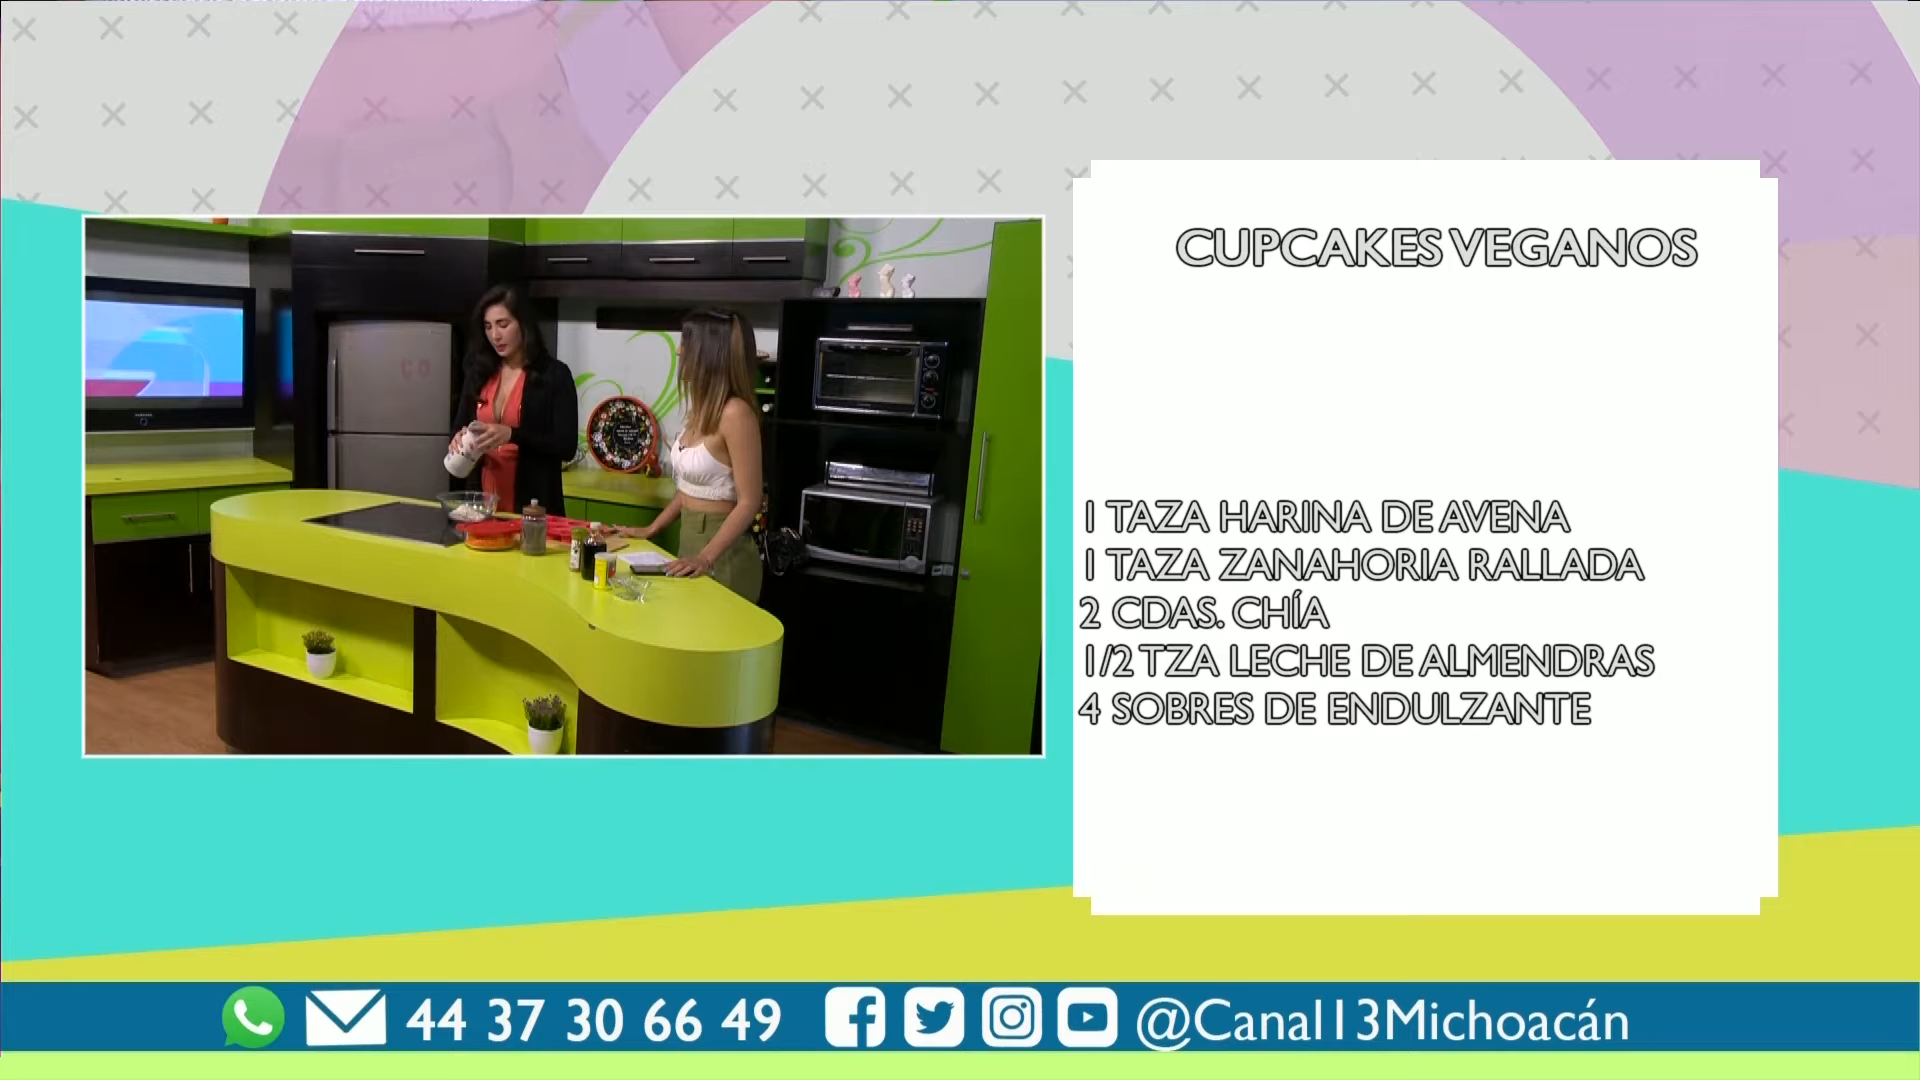 CUPCAKES VEGANOS
1 TAZA HARINA DE AVENA
1 TAZA ZANAHORIA RALLADA
2 CDAS. CHÍA
1/2 TZA LECHE DE ALMENDRAS
4 SOBRES DE ENDULZANTE
44 37 30 66 49 @Canal13Michoacán